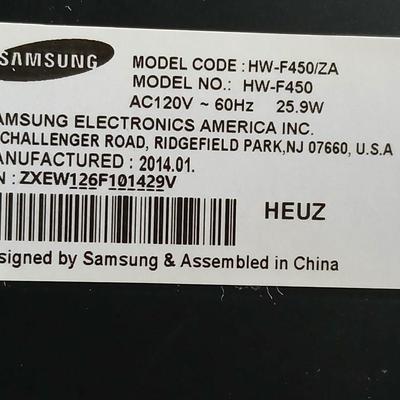 SAMSUNG
MODEL CODE : HW-F450/ZA
MODEL NO.: HW-F450
AC120V ~ 60Hz 25.9W
AMSUNG ELECTRONICS AMERICA INC.
CHALLENGER ROAD, RIDGEFIELD PARK,NJ 07660, U.S.A
MANUFACTURED : 2014.01.
N : ZXEW126F101429V
HEUZ
signed by Samsung & Assembled in China